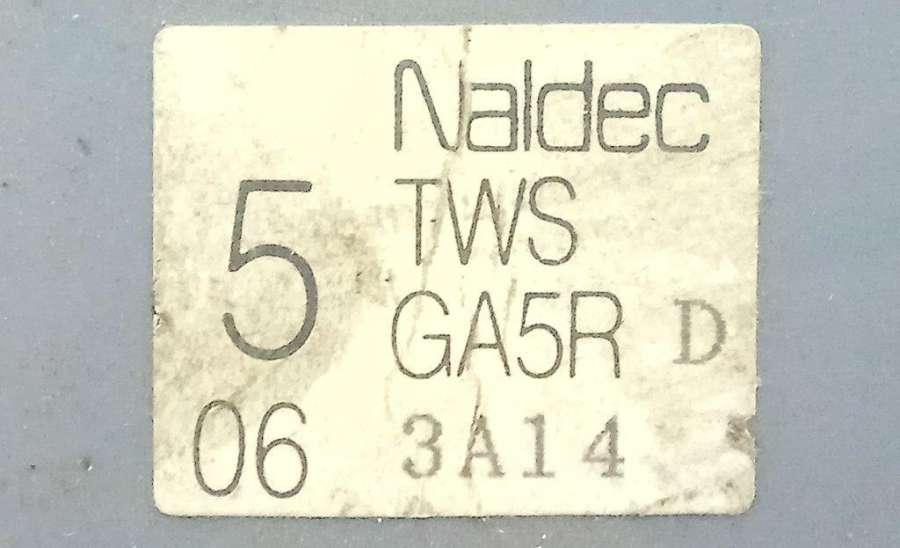 Naldec
5 TWS
GA5R D
06 3A14